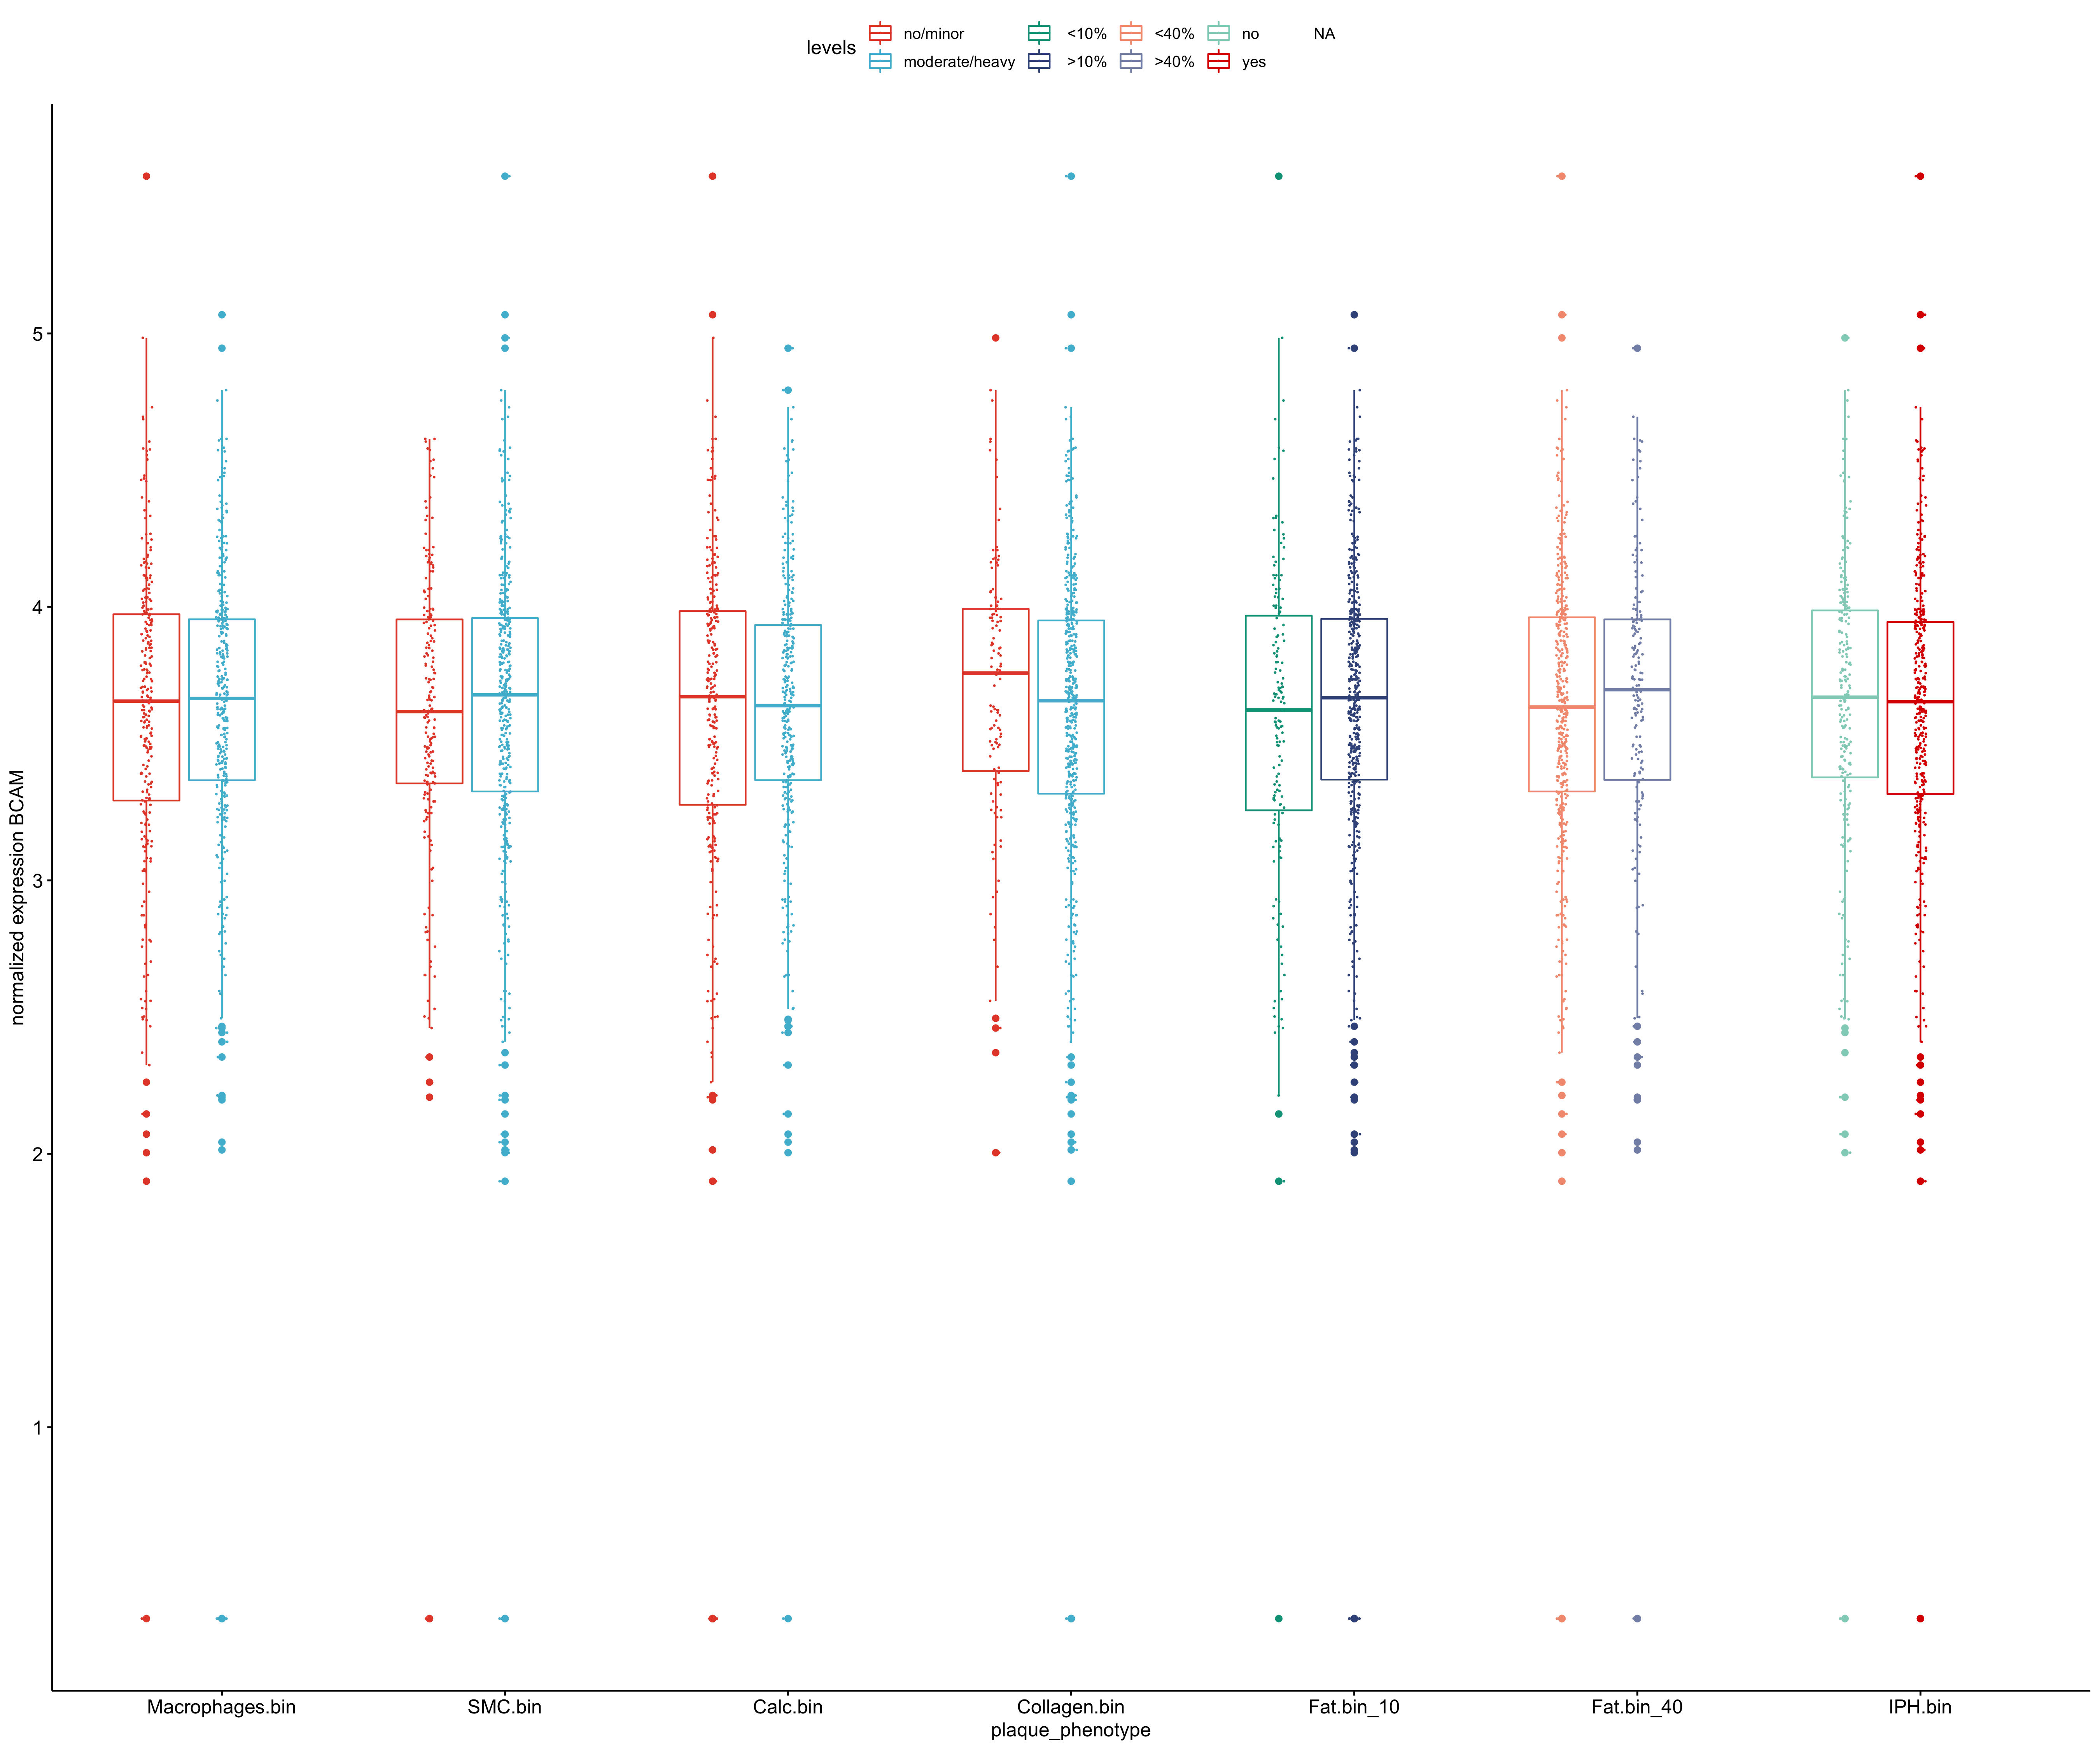 levels
no/minor <10% <40% no NA
moderate/heavy >10% >40% yes
normalized expression BCAM
5
4
3
2
1
Macrophages.bin SMC.bin Calc.bin Collagen.bin Fat.bin_10 Fat.bin_40 IPH.bin
plaque_phenotype